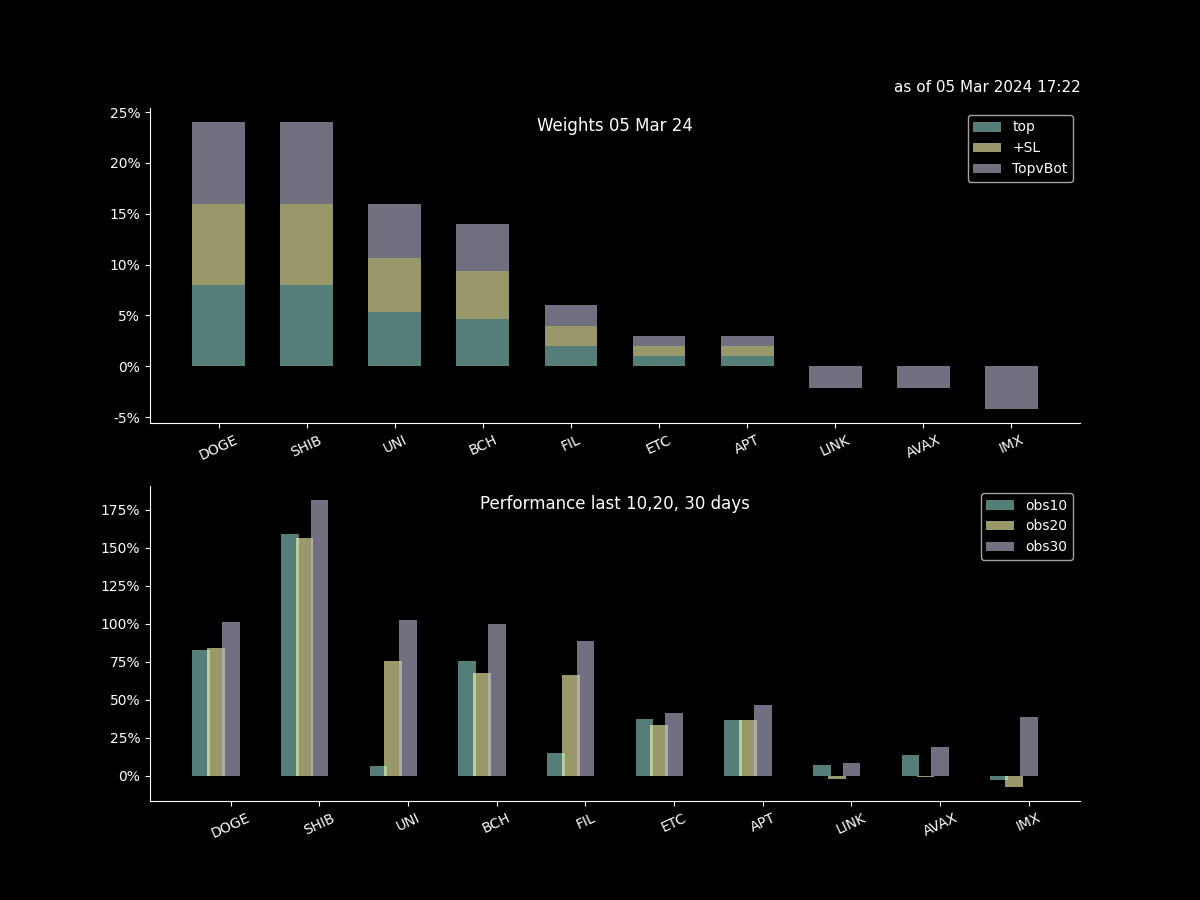 as of 05 Mar 2024 17:22
Weights 05 Mar 24
top
+SL
TopvBot
25%
20%
15%
10%
5%
0%
-5%
DOGE SHIB UNI BCH FIL ETC APT LINK AVAX IMX
Performance last 10,20, 30 days
obs10
obs20
obs30
175%
150%
125%
100%
75%
50%
25%
0%
DOGE SHIB UNI BCH FIL ETC APT LINK AVAX IMX